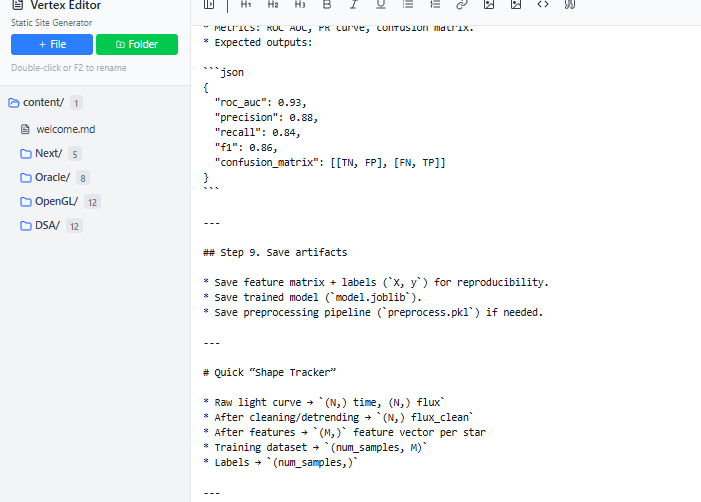 Vertex Editor
Static Site Generator
+ File
Folder
Double-click or F2 to rename
content/ 1
welcome.md
Next/ 5
Oracle/ 8
OpenGL/ 12
DSA/ 12
H1 H2 H3 B I U
* Metrics: ROC AUC, PR curve, confusion matrix.
* Expected outputs:
```json
{
"roc_auc": 0.93,
"precision": 0.88,
"recall": 0.84,
"f1": 0.86,
"confusion_matrix": [[TN, FP], [FN, TP]]
}
```
---
## Step 9. Save artifacts
* Save feature matrix + labels (`X, y`) for reproducibility.
* Save trained model (`model.joblib`).
* Save preprocessing pipeline (`preprocess.pkl`) if needed.
---
# Quick “Shape Tracker”
* Raw light curve → `(N,) time, (N,) flux`
* After cleaning/detrending → `(N,) flux_clean`
* After features → `(M,)` feature vector per star
* Training dataset → `(num_samples, M)`
* Labels → `(num_samples,)`
---